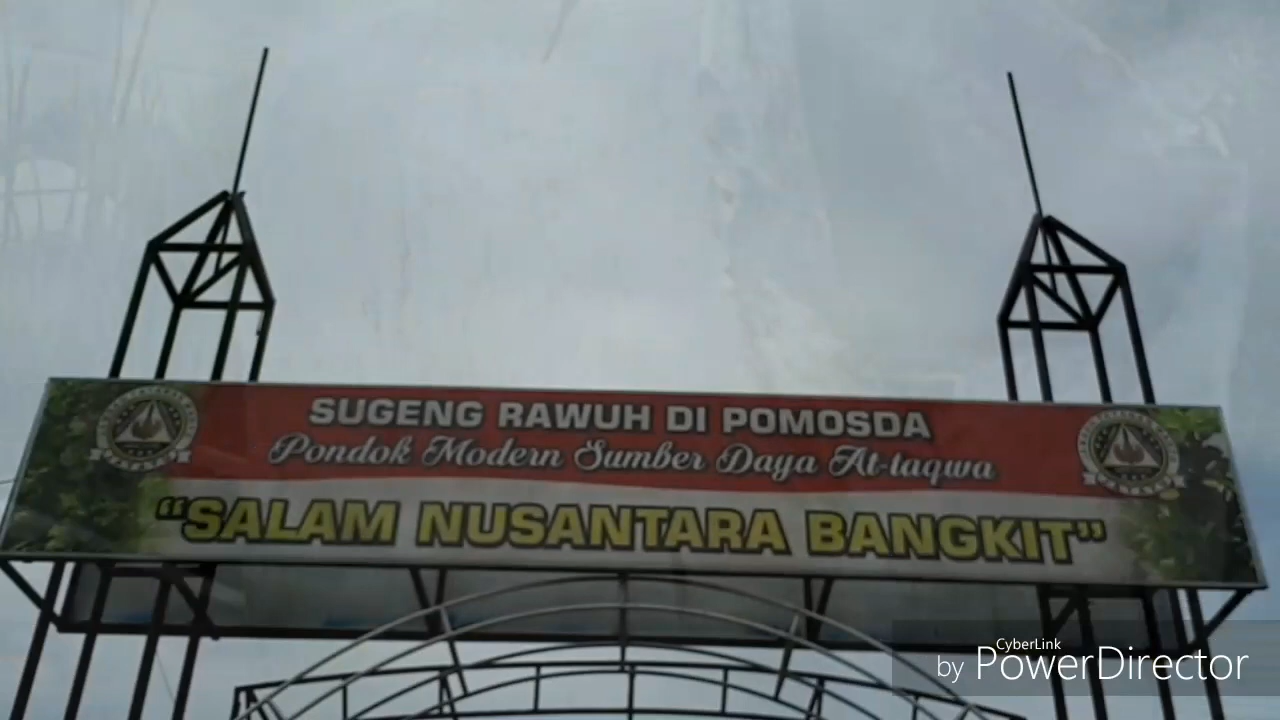 SUGENG RAWUH DI POMOSDA
Pondok Modern Sumber Daya At-taqwa
"SALAM NUSANTARA BANGKIT"
CyberLink
by PowerDirector